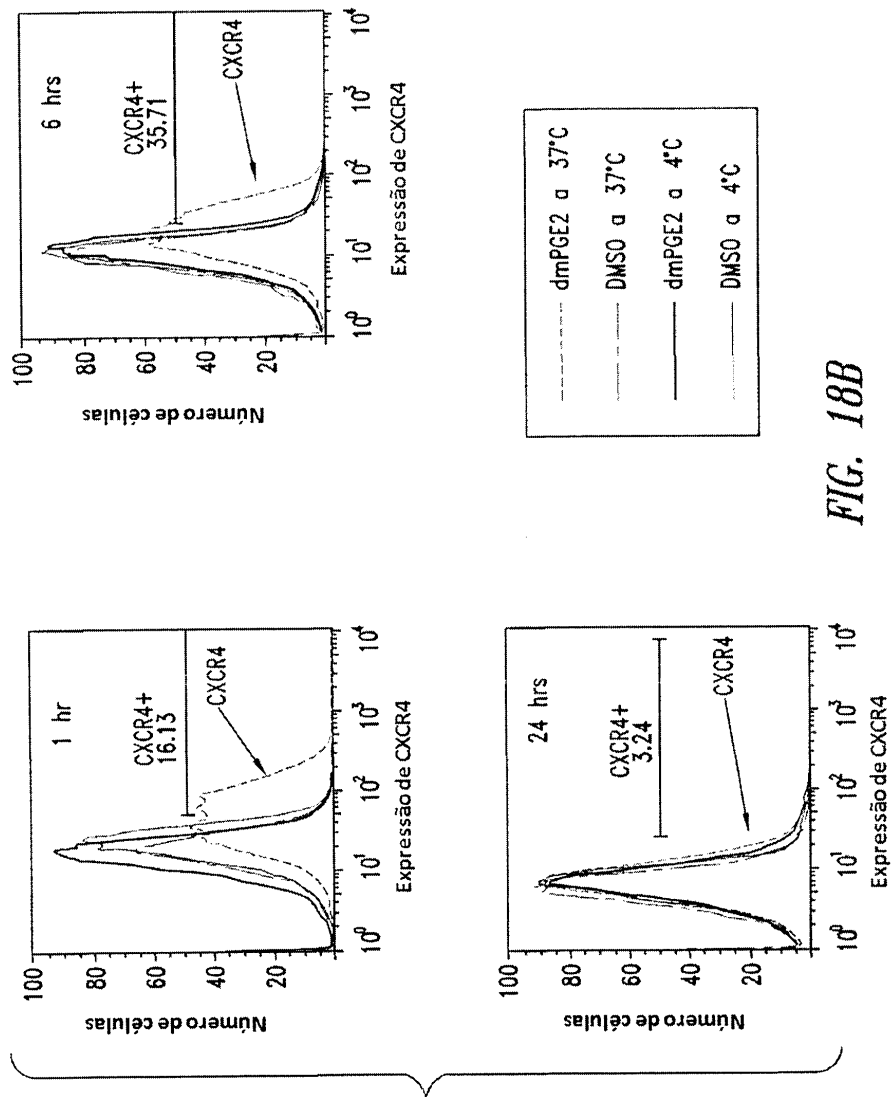 1 hr
CXCR4+
16.13
CXCR4
100
80
60
40
20
Número de células
10⁰
10¹
10²
10³
10⁴
Expressão de CXCR4
6 hrs
CXCR4+
35.71
CXCR4
100
80
60
40
20
Número de células
10⁰
10¹
10²
10³
10⁴
Expressão de CXCR4
24 hrs
CXCR4+
3.24
CXCR4
100
80
60
40
20
Número de células
10⁰
10¹
10²
10³
10⁴
Expressão de CXCR4
dmPGE2 a 37°C
DMSO a 37°C
dmPGE2 a 4°C
DMSO a 4°C
FIG. 18B